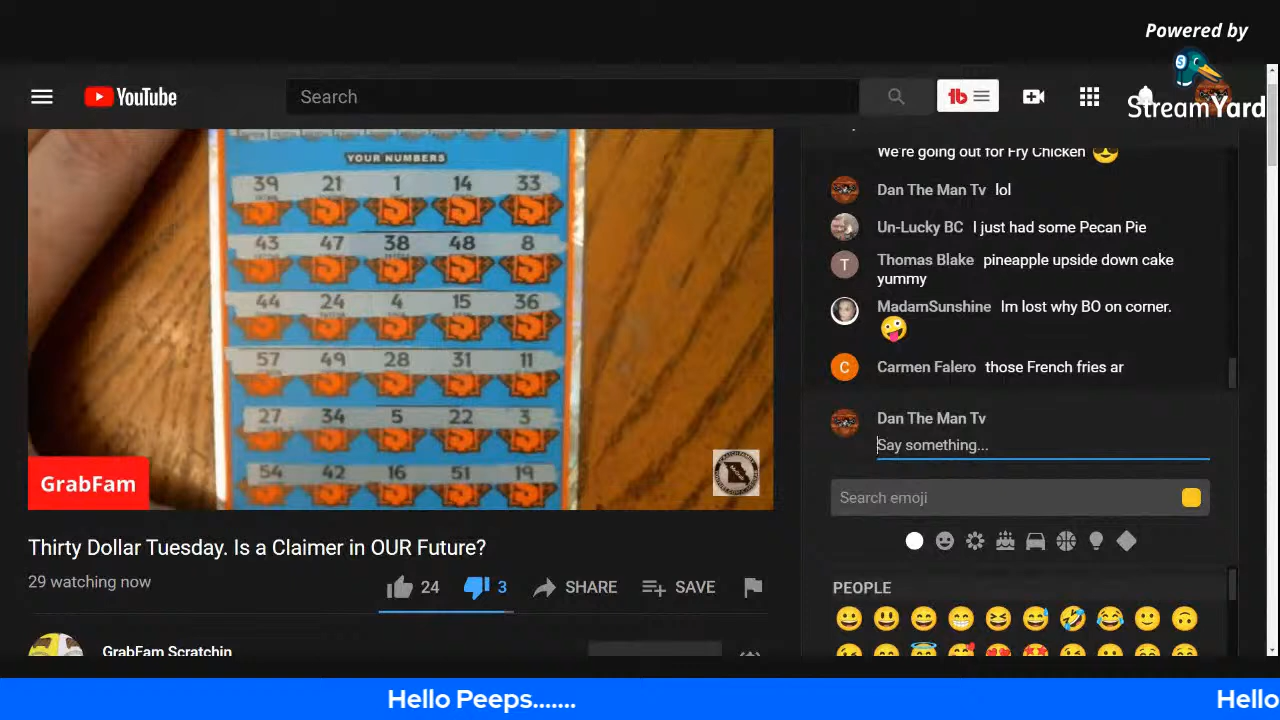 Powered by
StreamYard
YouTube
Search
We're going out for Fry Chicken
Dan The Man Tv lol
Un-Lucky BC I just had some Pecan Pie
T
Thomas Blake pineapple upside down cake
yummy
MadamSunshine Im lost why BO on corner.
C
Carmen Falero those French fries ar
Dan The Man Tv
Say something...
Search emoji
PEOPLE
YOUR NUMBERS
39 21 1 14 33
43 47 38 48 8
44 24 4 15 36
57 49 28 31 11
27 34 5 22 3
54 42 16 51 19
GrabFam
Thirty Dollar Tuesday. Is a Claimer in OUR Future?
29 watching now
24
3
SHARE
SAVE
GrabFam Scratchin
Hello Peeps.......
Hello